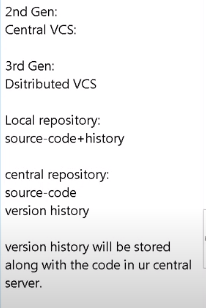 2nd Gen:
Central VCS:
3rd Gen:
Dsitributed VCS
Local repository:
source-code+history
central repository:
source-code
version history
version history will be stored
along with the code in ur central
server.